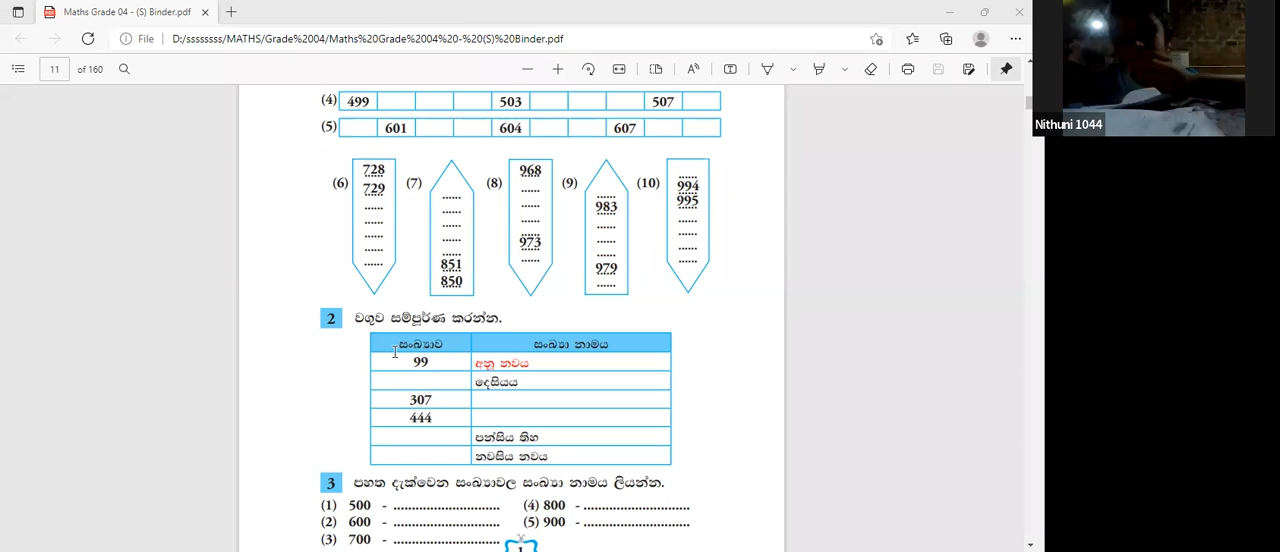 Maths Grade 04 - (S) Binder.pdf
File D:/ssssssss/MATHS/Grade%2004/Maths%20Grade%2004%20-%20(S)%20Binder.pdf
11 of 160
Nithuni 1044
(4) 499 503 507
(5) 601 604 607
(6) 728 729 ...... ...... ...... ...... ......
(7) ...... ...... ...... ...... ...... 851 850
(8) 968 ...... ...... ...... ...... 973 ......
(9) ...... 983 ...... ...... ...... 979 ......
(10) ...... 994 995 ...... ...... ...... ......
2 වගුව සම්පූර්ණ කරන්න.
සංඛ්‍යාව සංඛ්‍යා නාමය
99 අනූ නවය
දෙසියය
307
444
පන්සිය තිහ
නවසිය නවය
3 පහත දැක්වෙන සංඛ්‍යාවල සංඛ්‍යා නාමය ලියන්න.
(1) 500 - ............................ (4) 800 - ............................
(2) 600 - ............................ (5) 900 - ............................
(3) 700 - ............................